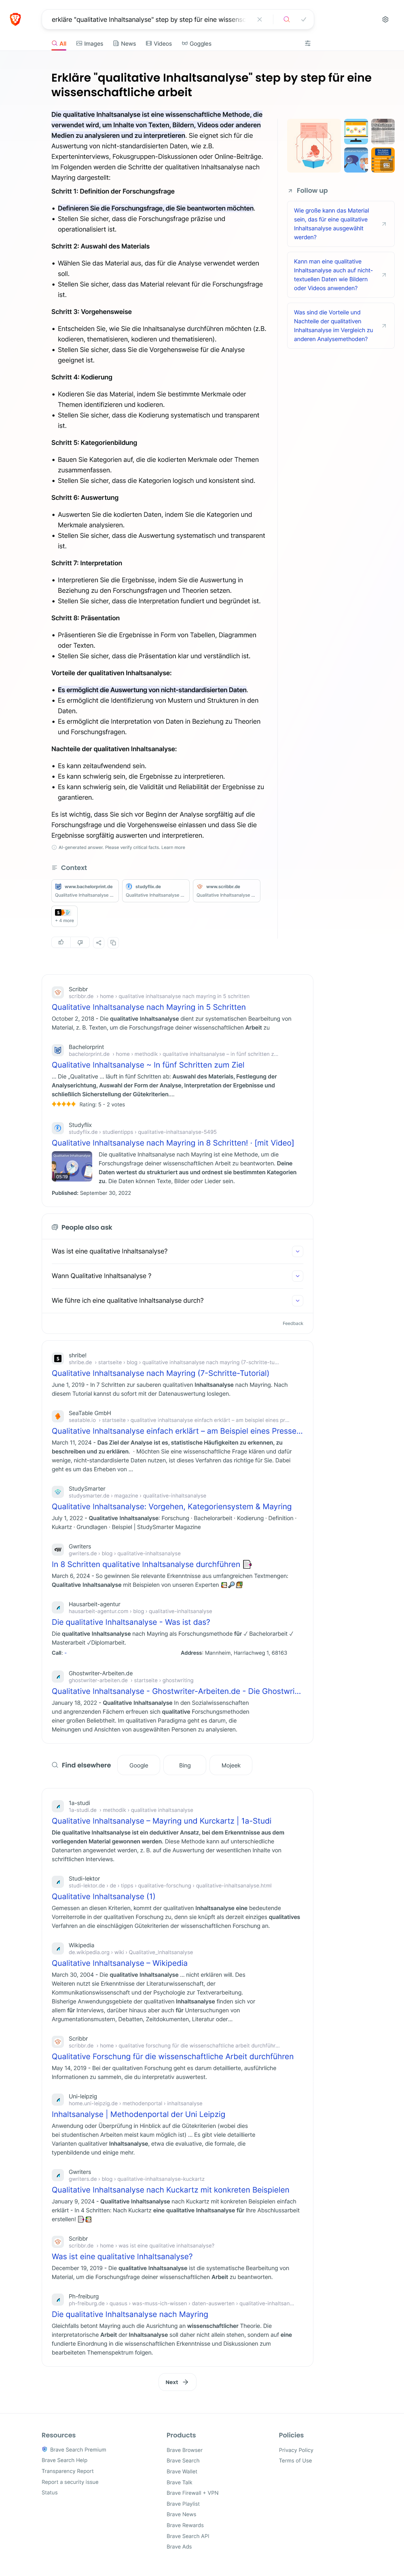 erkläre "qualitative Inhaltsanalyse" step by step für eine wissensc
All
Images
News
Videos
Goggles
Erkläre "qualitative Inhaltsanalyse" step by step für eine
wissenschaftliche arbeit
Die qualitative Inhaltsanalyse ist eine wissenschaftliche Methode, die
verwendet wird, um Inhalte von Texten, Bildern, Videos oder anderen
Medien zu analysieren und zu interpretieren. Sie eignet sich für die
Auswertung von nicht-standardisierten Daten, wie z.B.
Experteninterviews, Fokusgruppen-Diskussionen oder Online-Beiträge.
Im Folgenden werden die Schritte der qualitativen Inhaltsanalyse nach
Mayring dargestellt:
Schritt 1: Definition der Forschungsfrage
• Definieren Sie die Forschungsfrage, die Sie beantworten möchten.
• Stellen Sie sicher, dass die Forschungsfrage präzise und
operationalisiert ist.
Schritt 2: Auswahl des Materials
• Wählen Sie das Material aus, das für die Analyse verwendet werden
soll.
• Stellen Sie sicher, dass das Material relevant für die Forschungsfrage
ist.
Schritt 3: Vorgehensweise
• Entscheiden Sie, wie Sie die Inhaltsanalyse durchführen möchten (z.B.
kodieren, thematisieren, kodieren und thematisieren).
• Stellen Sie sicher, dass Sie die Vorgehensweise für die Analyse
geeignet ist.
Schritt 4: Kodierung
• Kodieren Sie das Material, indem Sie bestimmte Merkmale oder
Themen identifizieren und kodieren.
• Stellen Sie sicher, dass die Kodierung systematisch und transparent
ist.
Schritt 5: Kategorienbildung
• Bauen Sie Kategorien auf, die die kodierten Merkmale oder Themen
zusammenfassen.
• Stellen Sie sicher, dass die Kategorien logisch und konsistent sind.
Schritt 6: Auswertung
• Auswerten Sie die kodierten Daten, indem Sie die Kategorien und
Merkmale analysieren.
• Stellen Sie sicher, dass die Auswertung systematisch und transparent
ist.
Schritt 7: Interpretation
• Interpretieren Sie die Ergebnisse, indem Sie die Auswertung in
Beziehung zu den Forschungsfragen und Theorien setzen.
• Stellen Sie sicher, dass die Interpretation fundiert und begründet ist.
Schritt 8: Präsentation
• Präsentieren Sie die Ergebnisse in Form von Tabellen, Diagrammen
oder Texten.
• Stellen Sie sicher, dass die Präsentation klar und verständlich ist.
Vorteile der qualitativen Inhaltsanalyse:
• Es ermöglicht die Auswertung von nicht-standardisierten Daten.
• Es ermöglicht die Identifizierung von Mustern und Strukturen in den
Daten.
• Es ermöglicht die Interpretation von Daten in Beziehung zu Theorien
und Forschungsfragen.
Nachteile der qualitativen Inhaltsanalyse:
• Es kann zeitaufwendend sein.
• Es kann schwierig sein, die Ergebnisse zu interpretieren.
• Es kann schwierig sein, die Validität und Reliabilität der Ergebnisse zu
garantieren.
Es ist wichtig, dass Sie sich vor Beginn der Analyse sorgfältig auf die
Forschungsfrage und die Vorgehensweise einlassen und dass Sie die
Ergebnisse sorgfältig auswerten und interpretieren.
AI-generated answer. Please verify critical facts. Learn more
Context
www.bachelorprint.de
Qualitative Inhaltsanalyse ...
studyflix.de
Qualitative Inhaltsanalyse ...
www.scribbr.de
Qualitative Inhaltsanalyse ...
+ 6 more
Follow up
Wie große kann das Material
sein, das für eine qualitative
Inhaltsanalyse ausgewählt
werden?
Kann man eine qualitative
Inhaltsanalyse auch auf nicht-
textuellen Daten wie Bildern
oder Videos anwenden?
Was sind die Vorteile und
Nachteile der qualitativen
Inhaltsanalyse im Vergleich zu
anderen Analysemethoden?
Scribbr
scribbr.de › home › qualitative inhaltsanalyse nach mayring in 5 schritten
Qualitative Inhaltsanalyse nach Mayring in 5 Schritten
October 2, 2018 - Die qualitative Inhaltsanalyse dient zur systematischen Bearbeitung von
Material, z. B. Texten, um die Forschungsfrage deiner wissenschaftlichen Arbeit zu
Bachelorprint
bachelorprint.de › home › methodik › qualitative inhaltsanalyse ~ in fünf schritten z...
Qualitative Inhaltsanalyse ~ In fünf Schritten zum Ziel
... Die „Qualitative ... läuft in fünf Schritten ab: Auswahl des Materials, Festlegung der
Analyserichtung, Auswahl der Form der Analyse, Interpretation der Ergebnisse und
schließlich Sicherstellung der Gütekriterien....
Rating: 5 - 2 votes
Studyflix
studyflix.de › studientipps › qualitative-inhaltsanalyse-5495
Qualitative Inhaltsanalyse nach Mayring in 8 Schritten! · [mit Video]
05:19
Die qualitative Inhaltsanalyse nach Mayring ist eine Methode, um die
Forschungsfrage deiner wissenschaftlichen Arbeit zu beantworten. Deine
Daten wertest du strukturiert aus und ordnest sie bestimmten Kategorien
zu. Die Daten können Texte, Bilder oder Lieder sein.
Published: September 30, 2022
People also ask
Was ist eine qualitative Inhaltsanalyse?
Wann Qualitative Inhaltsanalyse ?
Wie führe ich eine qualitative Inhaltsanalyse durch?
Feedback
shribe!
shribe.de › startseite › blog › qualitative inhaltsanalyse nach mayring (7-schritte-tu...
Qualitative Inhaltsanalyse nach Mayring (7-Schritte-Tutorial)
June 1, 2019 - In 7 Schritten zur sauberen qualitativen Inhaltsanalyse nach Mayring. Nach
diesem Tutorial kannst du sofort mit der Datenauswertung loslegen.
SeaTable GmbH
seatable.io › startseite › qualitative inhaltsanalyse einfach erklärt – am beispiel eines pr...
Qualitative Inhaltsanalyse einfach erklärt – am Beispiel eines Presse...
March 11, 2024 - Das Ziel der Analyse ist es, statistische Häufigkeiten zu erkennen, zu
beschreiben und zu erklären. · Möchten Sie eine wissenschaftliche Frage klären und dafür
wenige, nicht-standardisierte Daten nutzen, ist dieses Verfahren das richtige für Sie. Dabei
geht es um das Erheben von ...
StudySmarter
studysmarter.de › magazine › qualitative-inhaltsanalyse
Qualitative Inhaltsanalyse: Vorgehen, Kategoriensystem & Mayring
July 1, 2022 - Qualitative Inhaltsanalyse: Forschung · Bachelorarbeit · Kodierung · Definition ·
Kukartz · Grundlagen · Beispiel | StudySmarter Magazine
Gwriters
gwriters.de › blog › qualitative-inhaltsanalyse
In 8 Schritten qualitative Inhaltsanalyse durchführen
March 6, 2024 - So gewinnen Sie relevante Erkenntnisse aus umfangreichen Textmengen:
Qualitative Inhaltsanalyse mit Beispielen von unseren Experten
Hausarbeit-agentur
hausarbeit-agentur.com › blog › qualitative-inhaltsanalyse
Die qualitative Inhaltsanalyse - Was ist das?
Die qualitative Inhaltsanalyse nach Mayring als Forschungsmethode für ✓ Bachelorarbeit ✓
Masterarbeit ✓Diplomarbeit.
Call: -
Address: Mannheim, Harrlachweg 1, 68163
Ghostwriter-Arbeiten.de
ghostwriter-arbeiten.de › startseite › ghostwriting
Qualitative Inhaltsanalyse - Ghostwriter-Arbeiten.de - Die Ghostwri...
January 18, 2022 - Qualitative Inhaltsanalyse In den Sozialwissenschaften
und angrenzenden Fächern erfreuen sich qualitative Forschungsmethoden
einer großen Beliebtheit. Im qualitativen Paradigma geht es darum, die
Meinungen und Ansichten von ausgewählten Personen zu analysieren.
Find elsewhere
Google
Bing
Mojeek
1a-studi
1a-studi.de › methodik › qualitative inhaltsanalyse
Qualitative Inhaltsanalyse – Mayring und Kurckartz | 1a-Studi
Die qualitative Inhaltsanalyse ist ein deduktiver Ansatz, bei dem Erkenntnisse aus dem
vorliegenden Material gewonnen werden. Diese Methode kann auf unterschiedliche
Datenarten angewendet werden, z. B. auf die Auswertung der wesentlichen Inhalte von
schriftlichen Interviews.
Studi-lektor
studi-lektor.de › de › tipps › qualitative-forschung › qualitative-inhaltsanalyse.html
Qualitative Inhaltsanalyse (1)
Gemessen an diesen Kriterien, kommt der qualitativen Inhaltsanalyse eine bedeutende
Vorreiterrolle in der qualitativen Forschung zu, denn sie knüpft als derzeit einziges qualitatives
Verfahren an die einschlägigen Gütekriterien der wissenschaftlichen Forschung an.
Wikipedia
de.wikipedia.org › wiki › Qualitative_Inhaltsanalyse
Qualitative Inhaltsanalyse – Wikipedia
March 30, 2004 - Die qualitative Inhaltsanalyse ... nicht erklären will. Des
Weiteren nutzt sie Erkenntnisse der Literaturwissenschaft, der
Kommunikationswissenschaft und der Psychologie zur Textverarbeitung.
Bisherige Anwendungsgebiete der qualitativen Inhaltsanalyse finden sich vor
allem für Interviews, darüber hinaus aber auch für Untersuchungen von
Argumentationsmustern, Debatten, Zeitdokumenten, Literatur oder...
Scribbr
scribbr.de › home › qualitative forschung für die wissenschaftliche arbeit durchführe...
Qualitative Forschung für die wissenschaftliche Arbeit durchführen
May 14, 2019 - Bei der qualitativen Forschung geht es darum detaillierte, ausführliche
Informationen zu sammeln, die du interpretativ auswertest.
Uni-leipzig
home.uni-leipzig.de › methodenportal › inhaltsanalyse
Inhaltsanalyse | Methodenportal der Uni Leipzig
Anwendung oder Überprüfung in Hinblick auf die Gütekriterien (wobei dies
bei studentischen Arbeiten meist kaum möglich ist) ... Es gibt viele detaillierte
Varianten qualitativer Inhaltsanalyse, etwa die evaluative, die formale, die
typenbildende und einige mehr.
Gwriters
gwriters.de › blog › qualitative-inhaltsanalyse-kuckartz
Qualitative Inhaltsanalyse nach Kuckartz mit konkreten Beispielen
January 9, 2024 - Qualitative Inhaltsanalyse nach Kuckartz mit konkreten Beispielen einfach
erklärt - In 4 Schritten: Nach Kuckartz eine qualitative Inhaltsanalyse für Ihre Abschlussarbeit
erstellen!
Scribbr
scribbr.de › home › was ist eine qualitative inhaltsanalyse?
Was ist eine qualitative Inhaltsanalyse?
December 19, 2019 - Die qualitative Inhaltsanalyse ist die systematische Bearbeitung von
Material, um die Forschungsfrage deiner wissenschaftlichen Arbeit zu beantworten.
Ph-freiburg
ph-freiburg.de › quasus › was-muss-ich-wissen › daten-auswerten › qualitative-inhaltsan...
Die qualitative Inhaltsanalyse nach Mayring
Gleichfalls betont Mayring auch die Ausrichtung an wissenschaftlicher Theorie. Die
interpretatorische Arbeit der Inhaltsanalyse soll daher nicht allein stehen, sondern auf eine
fundierte Einordnung in die wissenschaftlichen Erkenntnisse und Diskussionen zum
bearbeiteten Themenspektrum folgen.
Next
Resources
Brave Search Premium
Brave Search Help
Transparency Report
Report a security issue
Status
Products
Brave Browser
Brave Search
Brave Wallet
Brave Talk
Brave Firewall + VPN
Brave Playlist
Brave News
Brave Rewards
Brave Search API
Brave Ads
Policies
Privacy Policy
Terms of Use